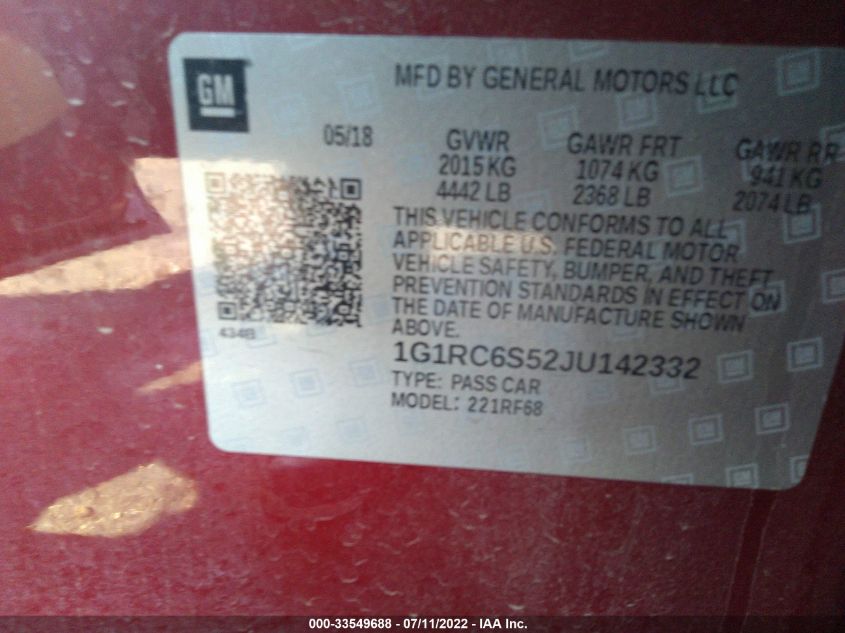 GM
MFD BY GENERAL MOTORS LLC
05/18
GVWR
2015 KG
4442 LB
GAWR FRT
1074 KG
2368 LB
GAWR RR
941 KG
2074 LB
THIS VEHICLE CONFORMS TO ALL
APPLICABLE U.S. FEDERAL MOTOR
VEHICLE SAFETY, BUMPER, AND THEFT
PREVENTION STANDARDS IN EFFECT ON
THE DATE OF MANUFACTURE SHOWN
ABOVE.
434B
1G1RC6S52JU142332
TYPE: PASS CAR
MODEL: 221RF68
000-33549688 - 07/11/2022 - IAA Inc.